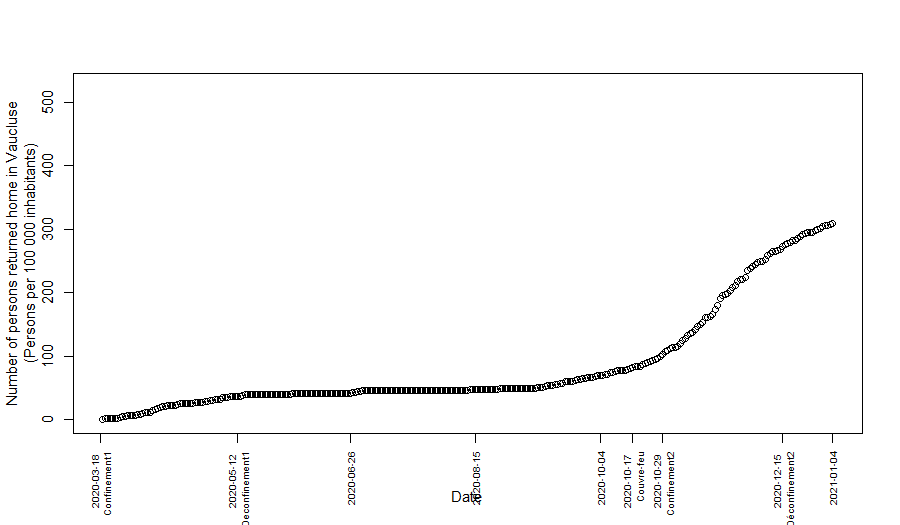 Number of persons returned home in Vaucluse
(Persons per 100 000 inhabitants)
500
400
300
200
100
0
2020-03-18
Confinement1
2020-05-12
Déconfinement1
2020-06-26
2020-08-15
2020-10-04
2020-10-17
Couvre-feu
2020-10-29
Confinement2
2020-12-15
Déconfinement2
2021-01-04
Date